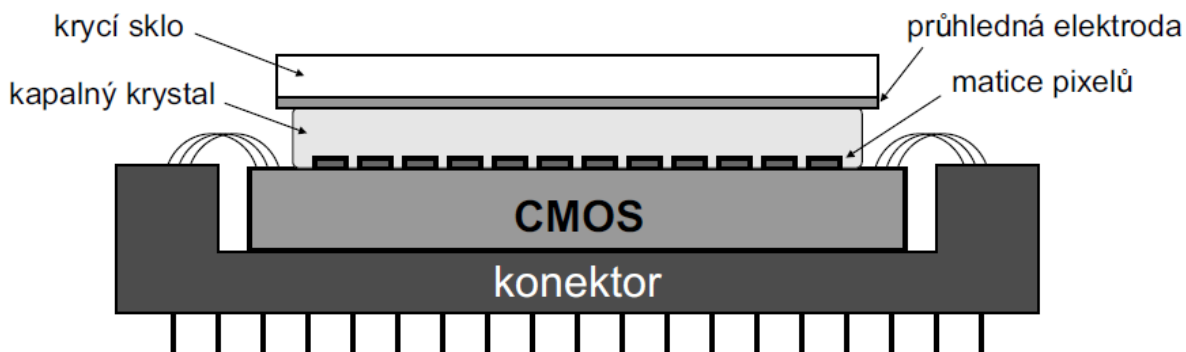 krycí sklo
průhledná elektroda
kapalný krystal
matice pixelů
CMOS
konektor